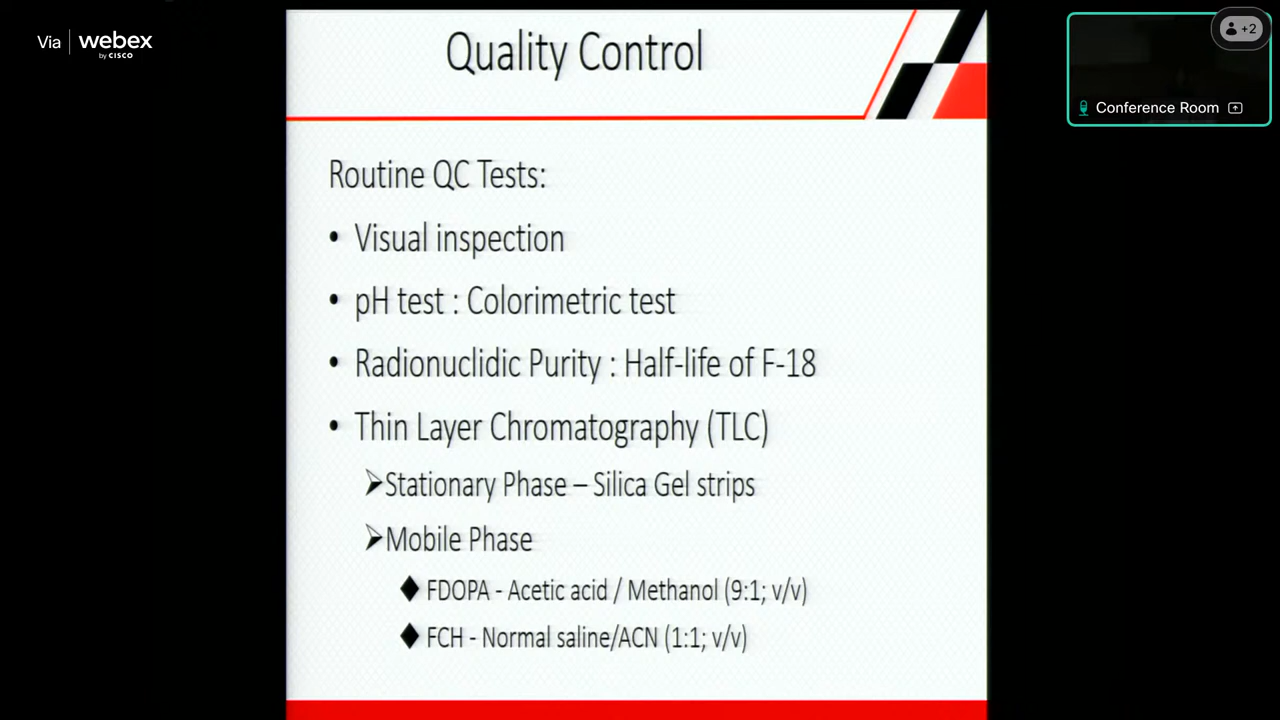 Via webex
by CISCO
+2
Conference Room
Quality Control
Routine QC Tests:
• Visual inspection
• pH test : Colorimetric test
• Radionuclidic Purity : Half-life of F-18
• Thin Layer Chromatography (TLC)
➢Stationary Phase – Silica Gel strips
➢Mobile Phase
◆ FDOPA - Acetic acid / Methanol (9:1; v/v)
◆ FCH - Normal saline/ACN (1:1; v/v)